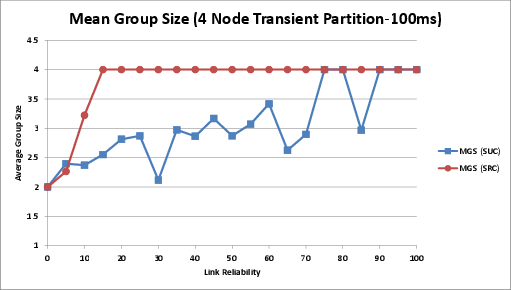 Mean Group Size (4 Node Transient Partition-100ms)
4.5
4
3.5
3
2.5
2
1.5
1
Average Group Size
0 10 20 30 40 50 60 70 80 90 100
Link Reliability
MGS (SUC)
MGS (SRC)